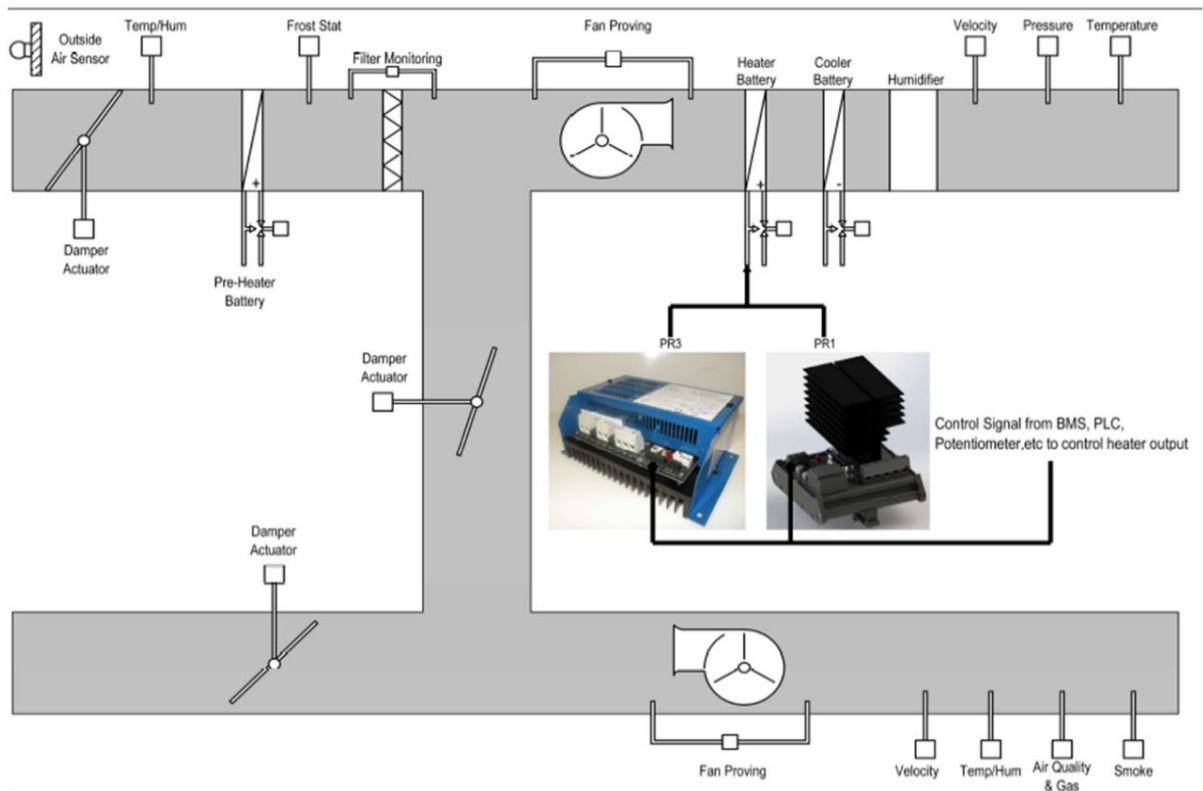 Outside
Air Sensor
Temp/Hum
Frost Stat
Filter Monitoring
Fan Proving
Heater
Battery
Cooler
Battery
Humidifier
Velocity
Pressure
Temperature
+
+
-
Damper
Actuator
Pre-Heater
Battery
PR3
PR1
Damper
Actuator
Control Signal from BMS, PLC,
Potentiometer,etc to control heater output
Damper
Actuator
Fan Proving
Velocity
Temp/Hum
Air Quality
& Gas
Smoke